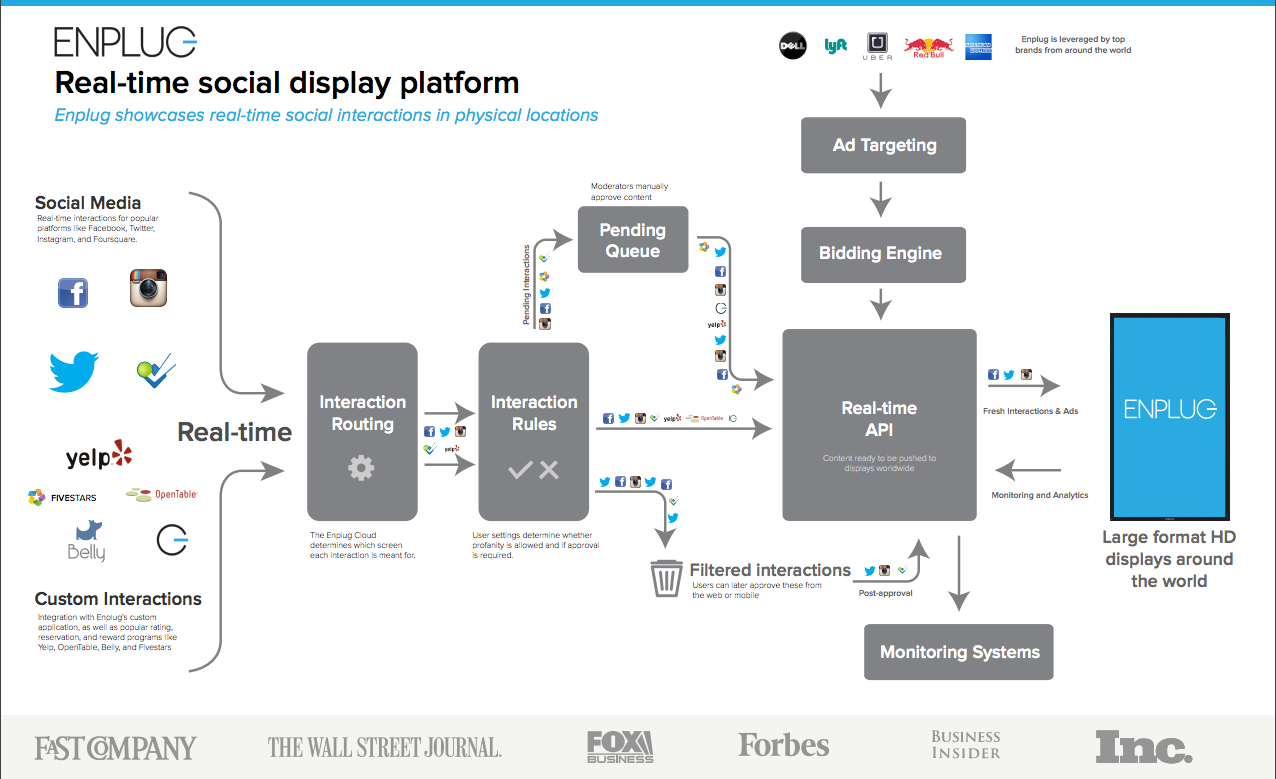 ENPLUG
Real-time social display platform
Enplug showcases real-time social interactions in physical locations
DELL
lyft
UBER
Red Bull
AMERICAN EXPRESS
Enplug is leveraged by top
brands from around the world
Ad Targeting
Bidding Engine
Social Media
Real-time interactions for popular
platforms like Facebook, Twitter,
Instagram, and Foursquare.
Moderators manually
approve content
Pending
Queue
Pending Interactions
yelp
Real-time
Interaction
Routing
Interaction
Rules
yelp
yelp
OpenTable
Real-time
API
Content ready to be pushed to
displays worldwide
Fresh Interactions & Ads
Monitoring and Analytics
ENPLUG
Large format HD
displays around
the world
yelp
FIVESTARS
OpenTable
Belly
The Enplug Cloud
determines which screen
each interaction is meant for.
User settings determine whether
profanity is allowed and if approval
is required.
Filtered interactions
Users can later approve these from
the web or mobile
Post-approval
Custom Interactions
Integration with Enplug's custom
application, as well as popular rating,
reservation, and reward programs like
Yelp, OpenTable, Belly, and Fivestars
Monitoring Systems
FAST COMPANY
THE WALL STREET JOURNAL.
FOX
BUSINESS
Forbes
BUSINESS
INSIDER
Inc.